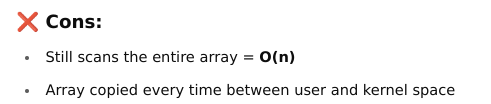 ❌ Cons:
• Still scans the entire array = O(n)
• Array copied every time between user and kernel space